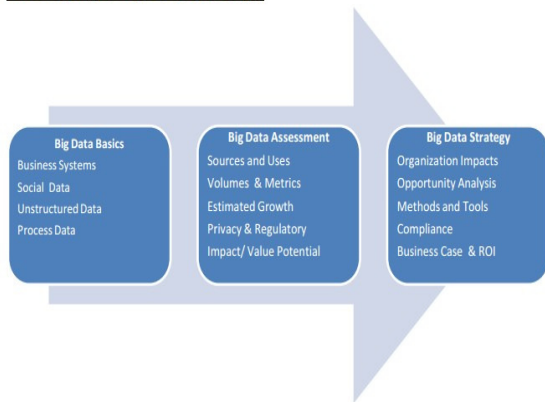 Big Data Basics
Business Systems
Social Data
Unstructured Data
Process Data
Big Data Assessment
Sources and Uses
Volumes & Metrics
Estimated Growth
Privacy & Regulatory
Impact/ Value Potential
Big Data Strategy
Organization Impacts
Opportunity Analysis
Methods and Tools
Compliance
Business Case & ROI